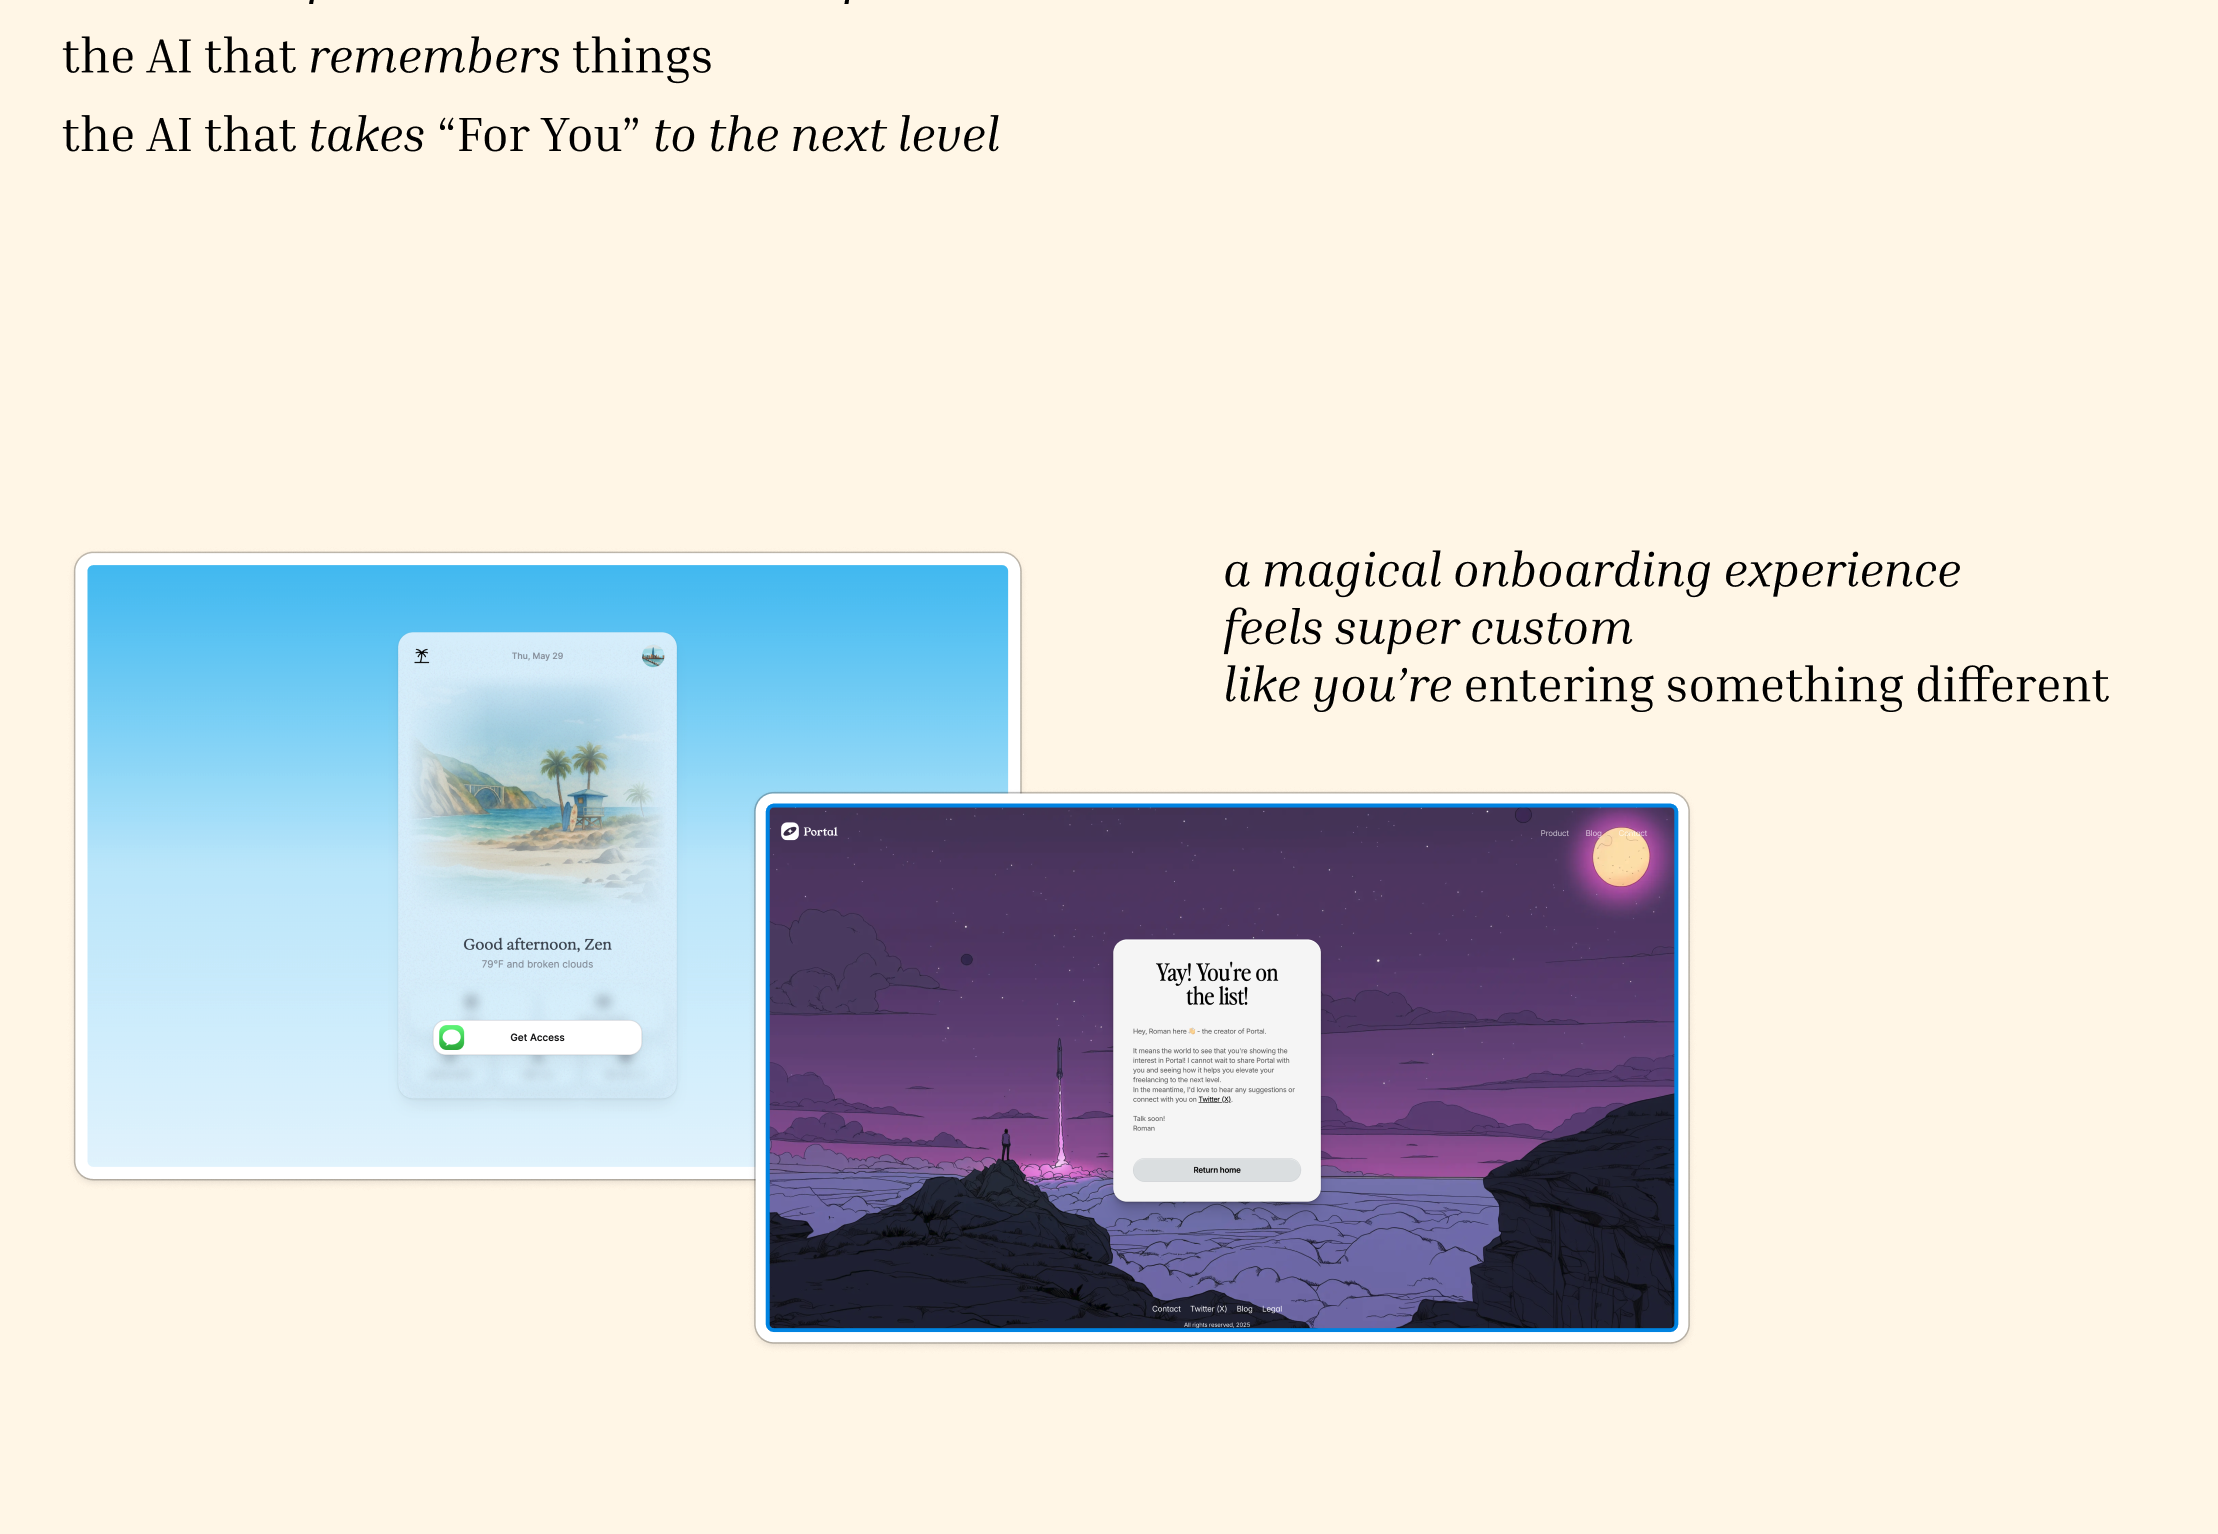 the AI that remembers things
the AI that takes “For You” to the next level
a magical onboarding experience
feels super custom
like you’re entering something different
Thu, May 29
Good afternoon, Zen
79°F and broken clouds
Get Access
Portal
Product Blog Contact
Yay! You're on
the list!
Hey, Roman here 👋🏼 - the creator of Portal.
It means the world to see that you're showing the
interest in Portal! I cannot wait to share Portal with
you and seeing how it helps you elevate your
freelancing to the next level.
In the meantime, I'd love to hear any suggestions or
connect with you on Twitter (X).
Talk soon!
Roman
Return home
Contact Twitter (X) Blog Legal
All rights reserved, 2025